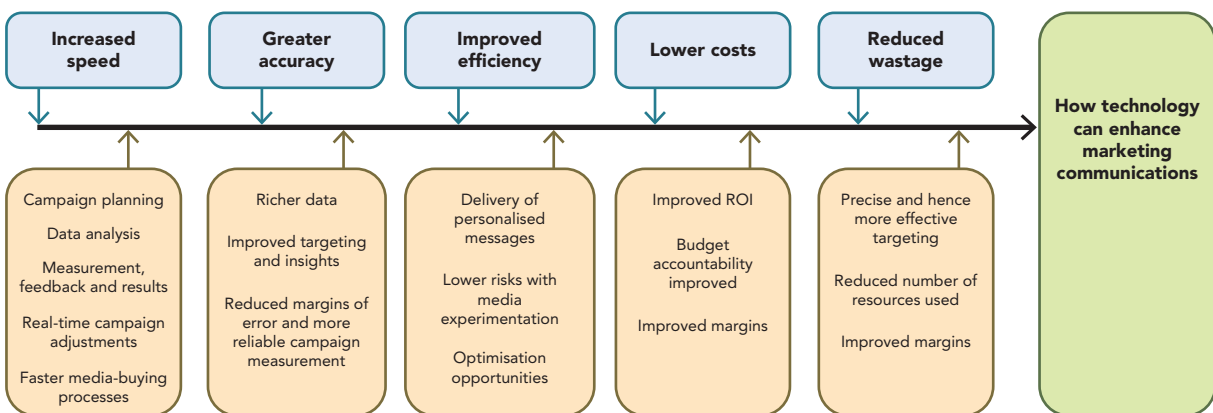 Increased
speed
Greater
accuracy
Improved
efficiency
Lower costs
Reduced
wastage
How technology
can enhance
marketing
communications
Campaign planning
Data analysis
Measurement,
feedback and results
Real-time campaign
adjustments
Faster media-buying
processes
Richer data
Improved targeting
and insights
Reduced margins of
error and more
reliable campaign
measurement
Delivery of
personalised
messages
Lower risks with
media
experimentation
Optimisation
opportunities
Improved ROI
Budget
accountability
improved
Improved margins
Precise and hence
more effective
targeting
Reduced number of
resources used
Improved margins